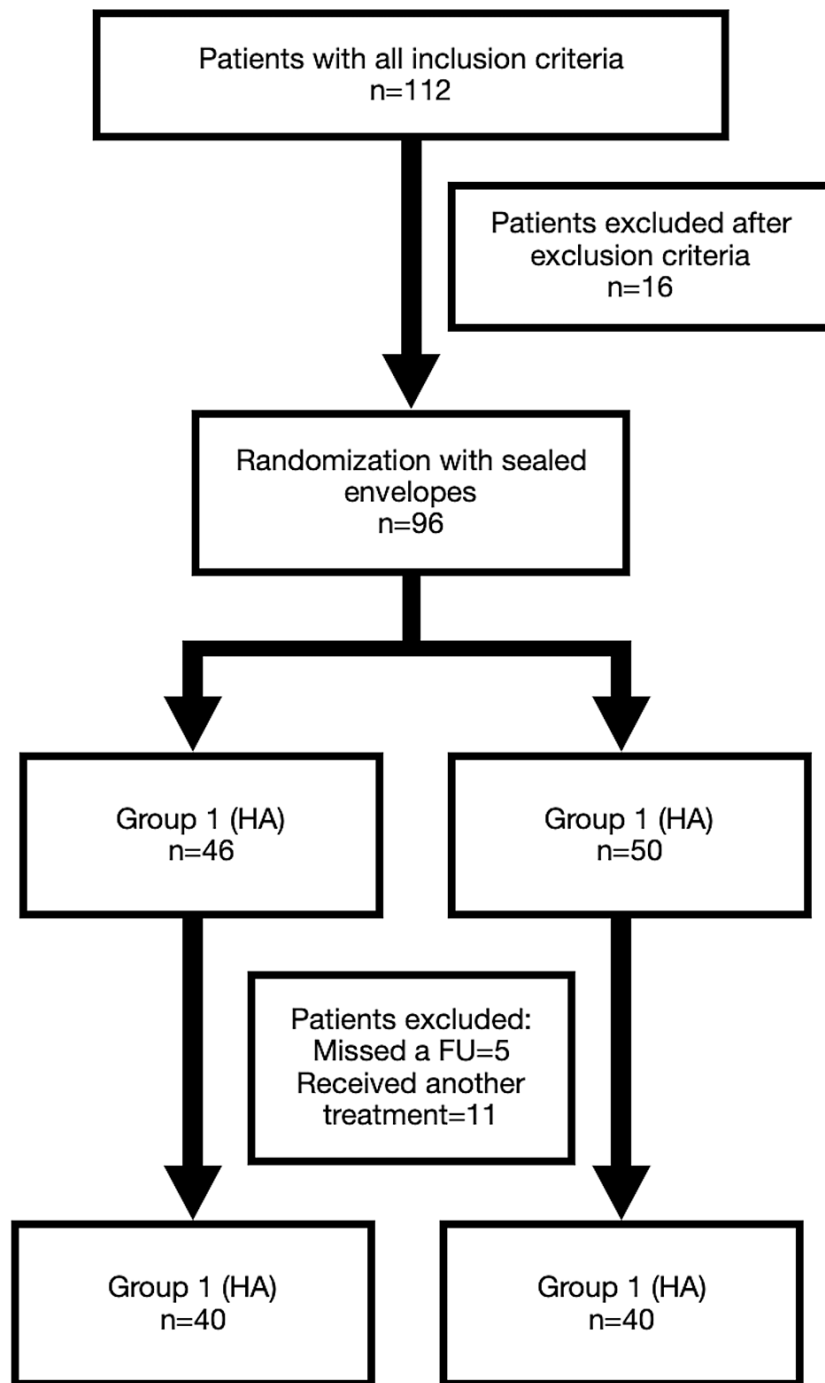 Patients with all inclusion criteria
n=112
Patients excluded after
exclusion criteria
n=16
Randomization with sealed
envelopes
n=96
Group 1 (HA)
n=46
Group 1 (HA)
n=50
Patients excluded:
Missed a FU=5
Received another
treatment=11
Group 1 (HA)
n=40
Group 1 (HA)
n=40